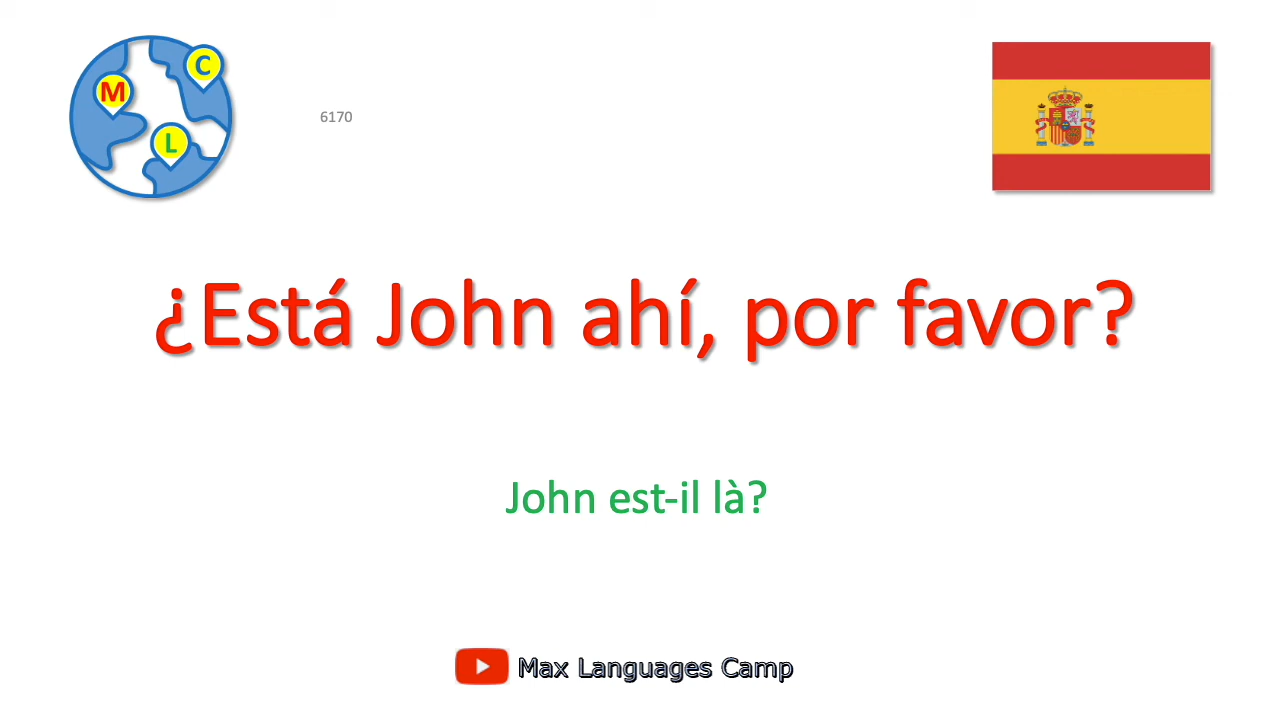 M
C
L
6170
¿Está John ahí, por favor?
John est-il là?
Max Languages Camp